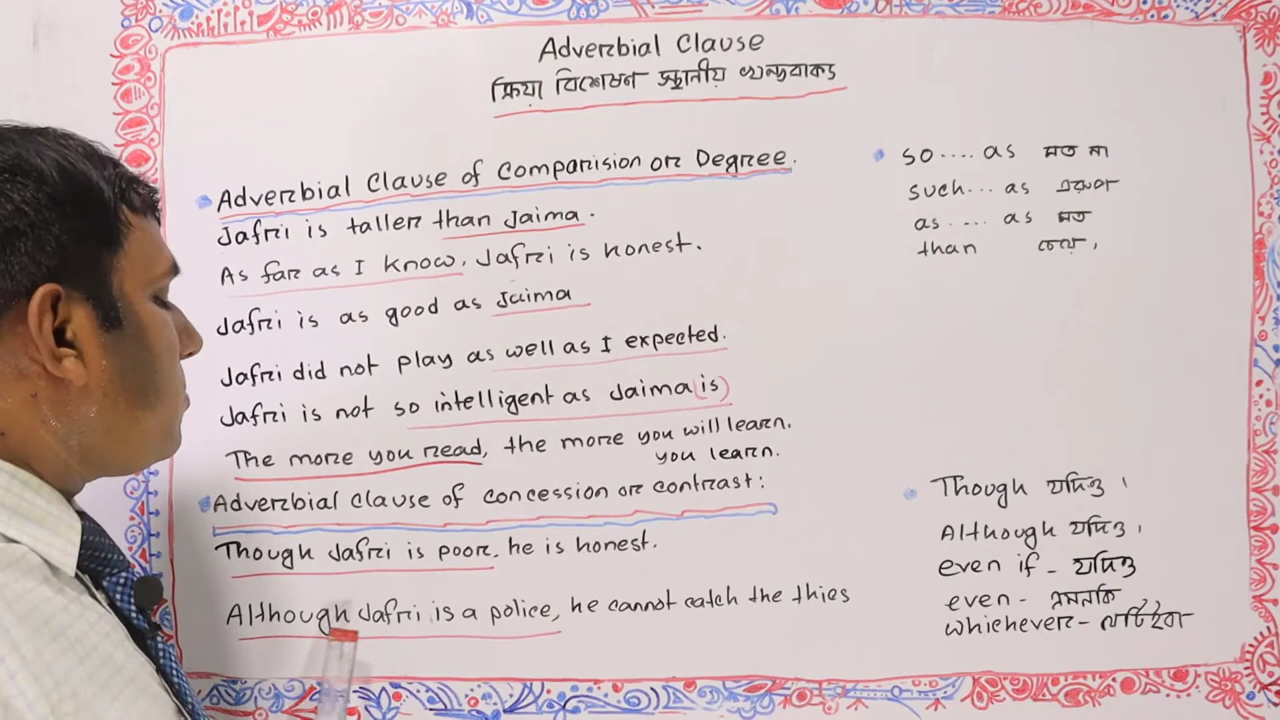 Adverbial Clause
ক্রিয়া বিশেষণ স্থানীয় খন্ডবাক্য
Adverbial Clause of Comparision or Degree.
Jafri is taller than Jaima.
As far as I know, Jafri is honest.
Jafri is as good as Jaima
Jafri did not play as well as I expected.
Jafri is not so intelligent as Jaima (is)
The more you read, the more you will learn.
you learn.
Adverbial Clause of concession or contrast:
Though Jafri is poor, he is honest.
Although Jafri is a police, he cannot catch the thies
so.... as মত না
such... as এরূপ
as .... as মত
than চেয়ে,
Though যদিও ।
Although যদিও ।
even if - যদিও
even - এমনকি
whichever -